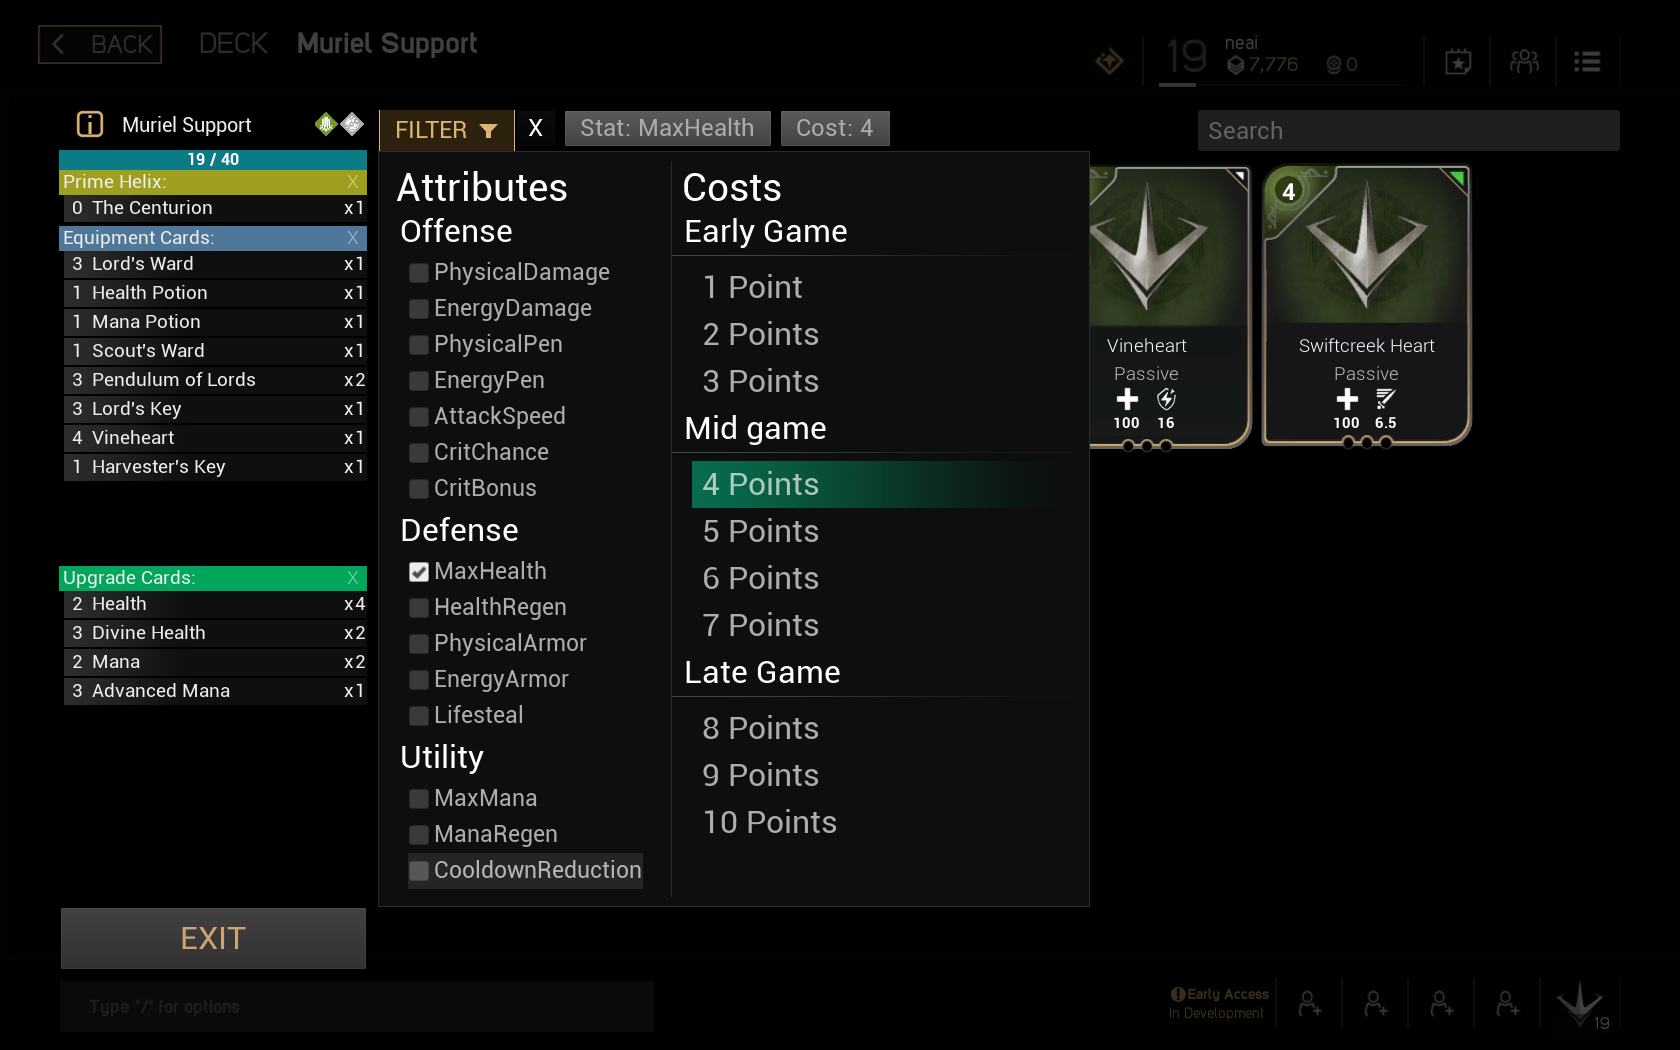 BACK
DECK
Muriel Support
19
neai
7,776
0
Muriel Support
FILTER
X
Stat: MaxHealth
Cost: 4
Search
19 / 40
Prime Helix:
X
0 The Centurion x1
Equipment Cards:
X
3 Lord's Ward x1
1 Health Potion x1
1 Mana Potion x1
1 Scout's Ward x1
3 Pendulum of Lords x2
3 Lord's Key x1
4 Vineheart x1
1 Harvester's Key x1
Upgrade Cards:
X
2 Health x4
3 Divine Health x2
2 Mana x2
3 Advanced Mana x1
EXIT
Attributes
Offense
PhysicalDamage
EnergyDamage
PhysicalPen
EnergyPen
AttackSpeed
CritChance
CritBonus
Defense
MaxHealth
HealthRegen
PhysicalArmor
EnergyArmor
Lifesteal
Utility
MaxMana
ManaRegen
CooldownReduction
Costs
Early Game
1 Point
2 Points
3 Points
Mid game
4 Points
5 Points
6 Points
7 Points
Late Game
8 Points
9 Points
10 Points
Vineheart
Passive
100 16
4
Swiftcreek Heart
Passive
100 6.5
Type "/" for options
Early Access
In Development
19